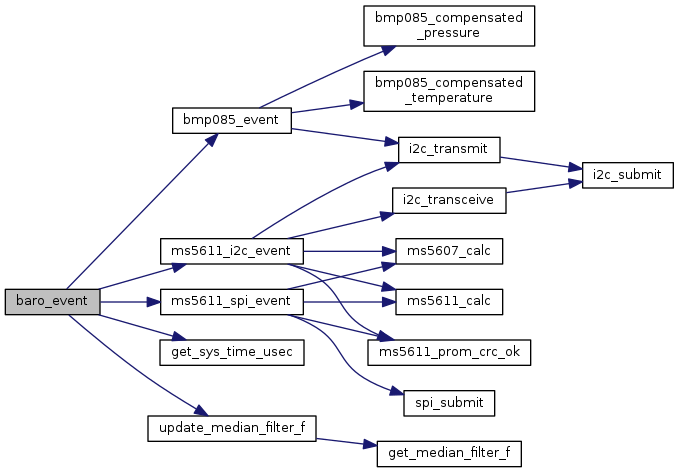 bmp085_compensated
_pressure
bmp085_compensated
_temperature
bmp085_event
i2c_transmit
i2c_submit
i2c_transceive
ms5611_i2c_event
ms5607_calc
baro_event
ms5611_spi_event
ms5611_calc
get_sys_time_usec
ms5611_prom_crc_ok
spi_submit
update_median_filter_f
get_median_filter_f